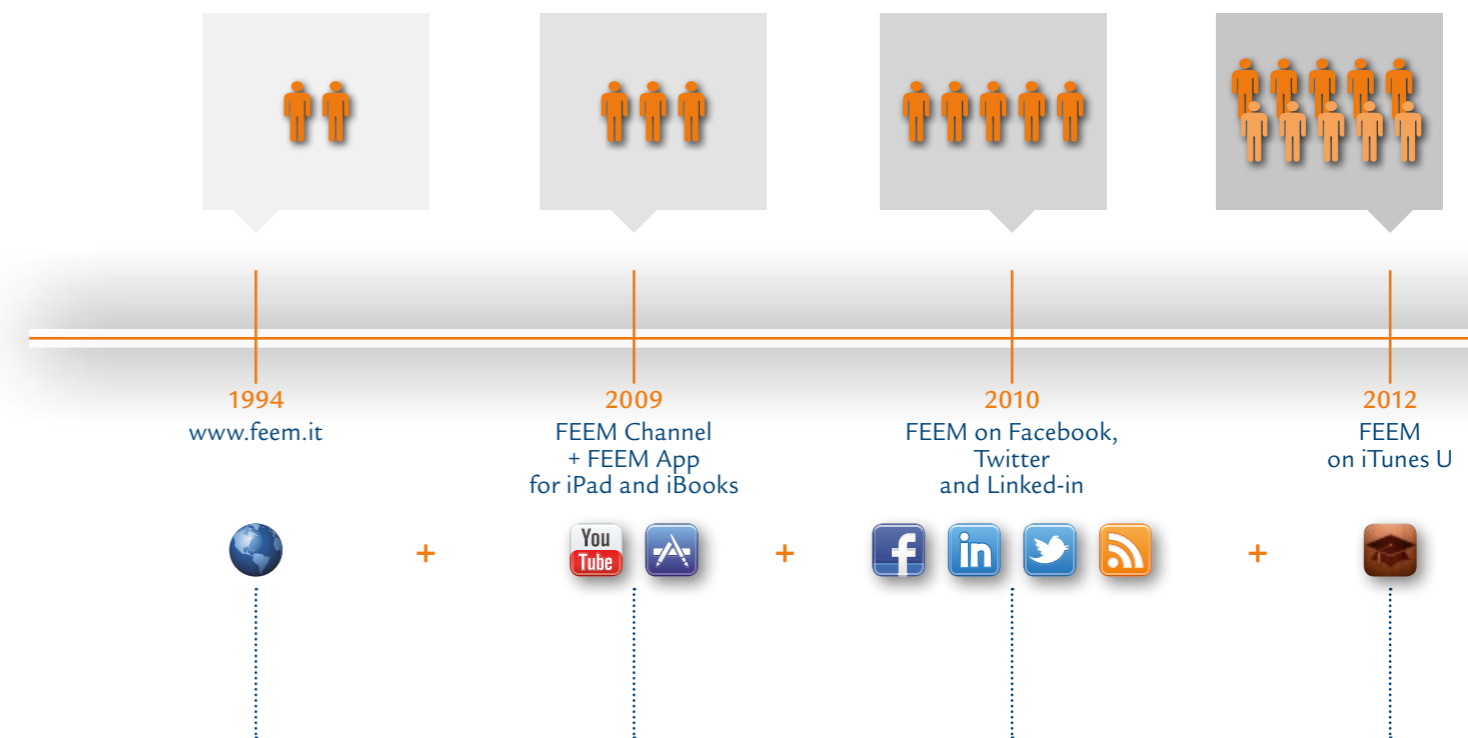 1994
www.feem.it
2009
FEEM Channel
+ FEEM App
for iPad and iBooks
2010
FEEM on Facebook,
Twitter
and Linked-in
2012
FEEM
on iTunes U
+
You
Tube
+
f
in
+